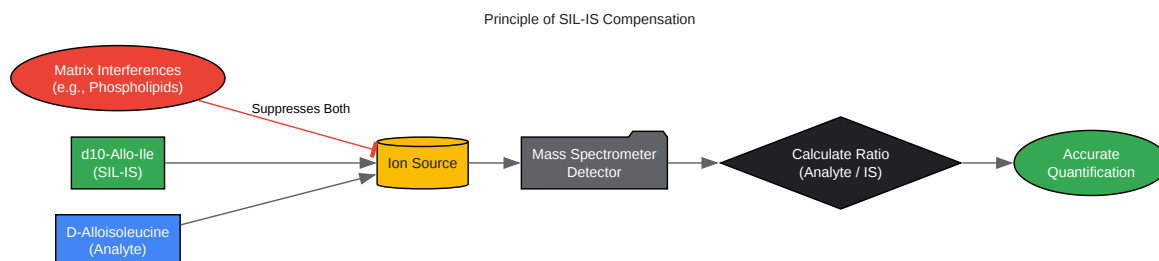 Principle of SIL-IS Compensation
Matrix Interferences
(e.g., Phospholipids)
Suppresses Both
d10-Allo-Ile
(SIL-IS)
Ion Source
Mass Spectrometer
Detector
Calculate Ratio
(Analyte / IS)
Accurate
Quantification
D-Alloisoleucine
(Analyte)